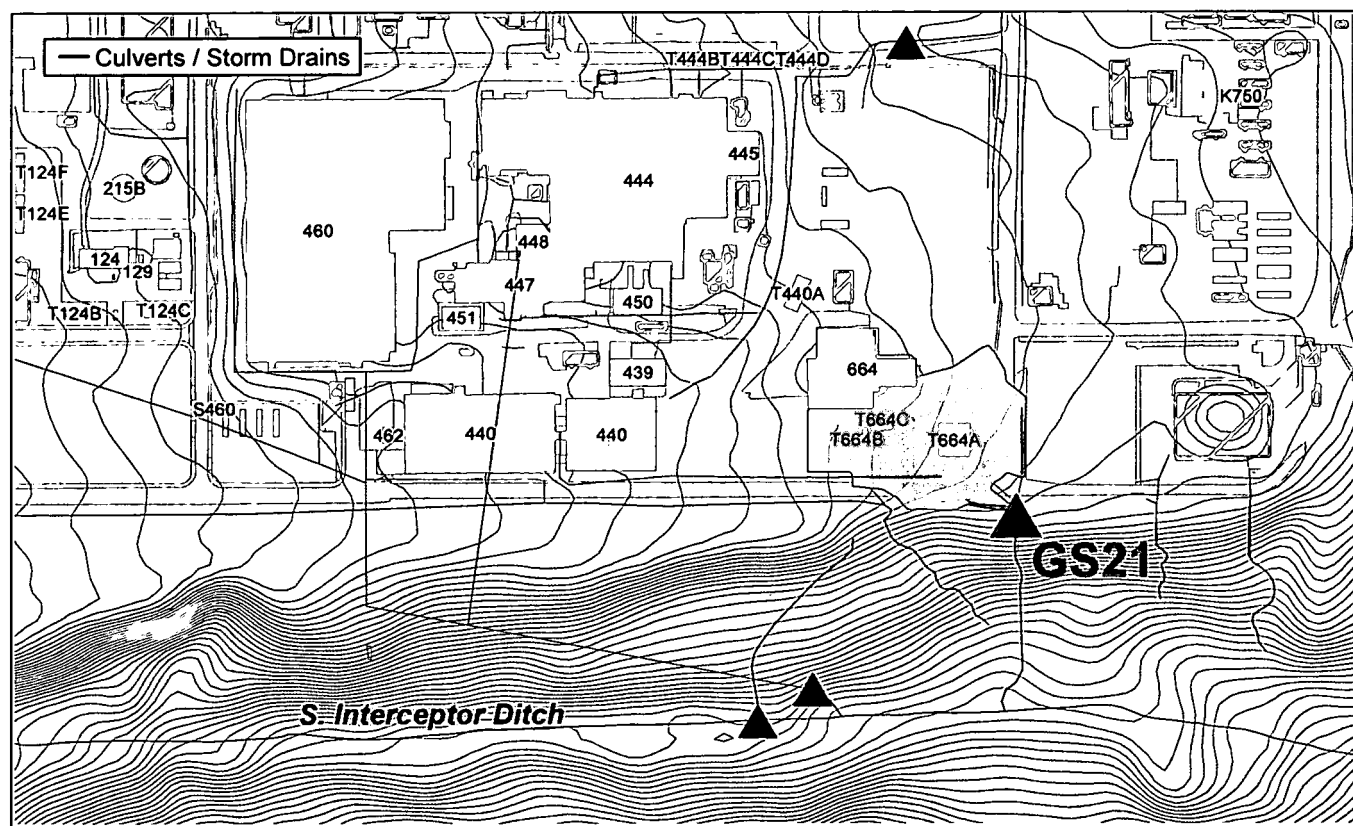 Culverts / Storm Drains
T444BT444CT444D
K750
445
T124F
215B
444
T124E
460
448
124
129
447
T440A
450
T124B
T124C
451
664
439
S460
T664C
462
440
440
T664B
T664A
GS21
S. Interceptor Ditch